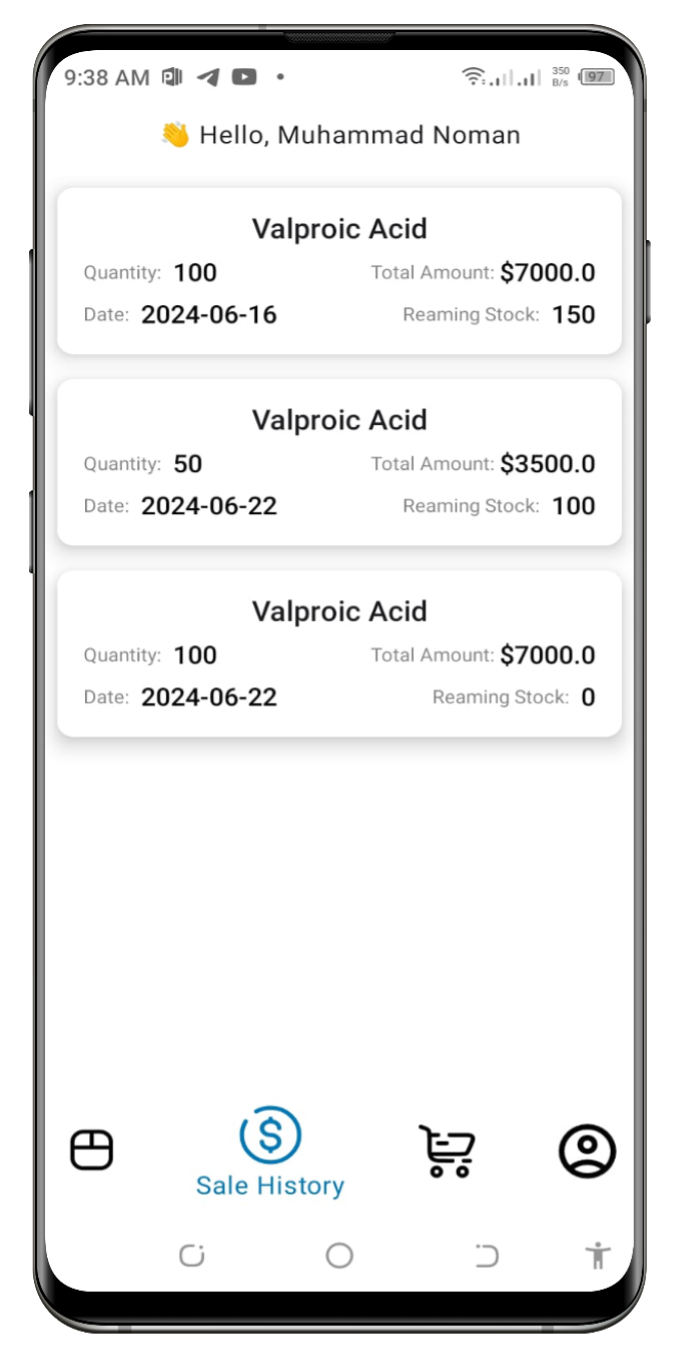 9:38 AM 350 B/s 97
👋 Hello, Muhammad Noman
Valproic Acid
Quantity: 100 Total Amount: $7000.0
Date: 2024-06-16 Reaming Stock: 150
Valproic Acid
Quantity: 50 Total Amount: $3500.0
Date: 2024-06-22 Reaming Stock: 100
Valproic Acid
Quantity: 100 Total Amount: $7000.0
Date: 2024-06-22 Reaming Stock: 0
Sale History